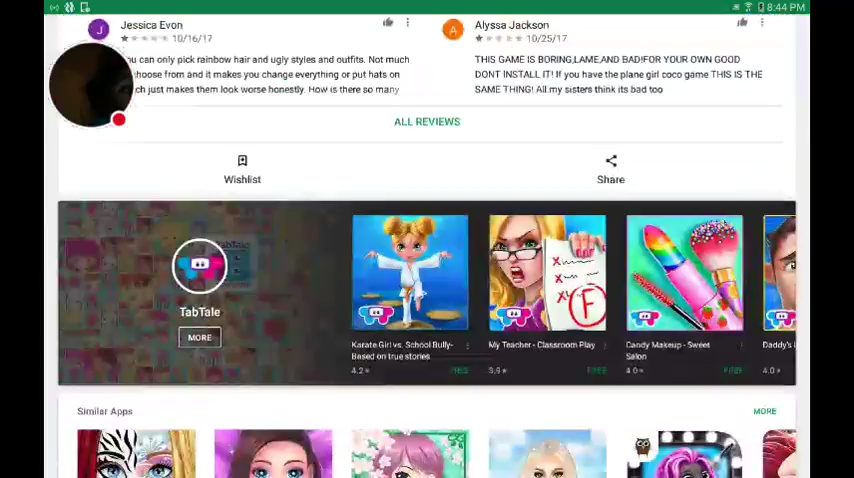 8:44 PM
J
Jessica Evon
10/16/17
ou can only pick rainbow hair and ugly styles and outfits. Not much
choose from and it makes you change everything or put hats on
ch just makes them look worse honestly. How is there so many
A
Alyssa Jackson
10/25/17
THIS GAME IS BORING,LAME,AND BAD!FOR YOUR OWN GOOD
DONT INSTALL IT! If you have the plane girl coco game THIS IS THE
SAME THING! All my sisters think its bad too
ALL REVIEWS
Wishlist
Share
TabTale
MORE
F
Karate Girl vs. School Bully-
Based on true stories
4.2 FREE
My Teacher - Classroom Play
3.9 FREE
Candy Makeup - Sweet
Salon
4.0 FREE
Daddy's
4.0
Similar Apps
MORE